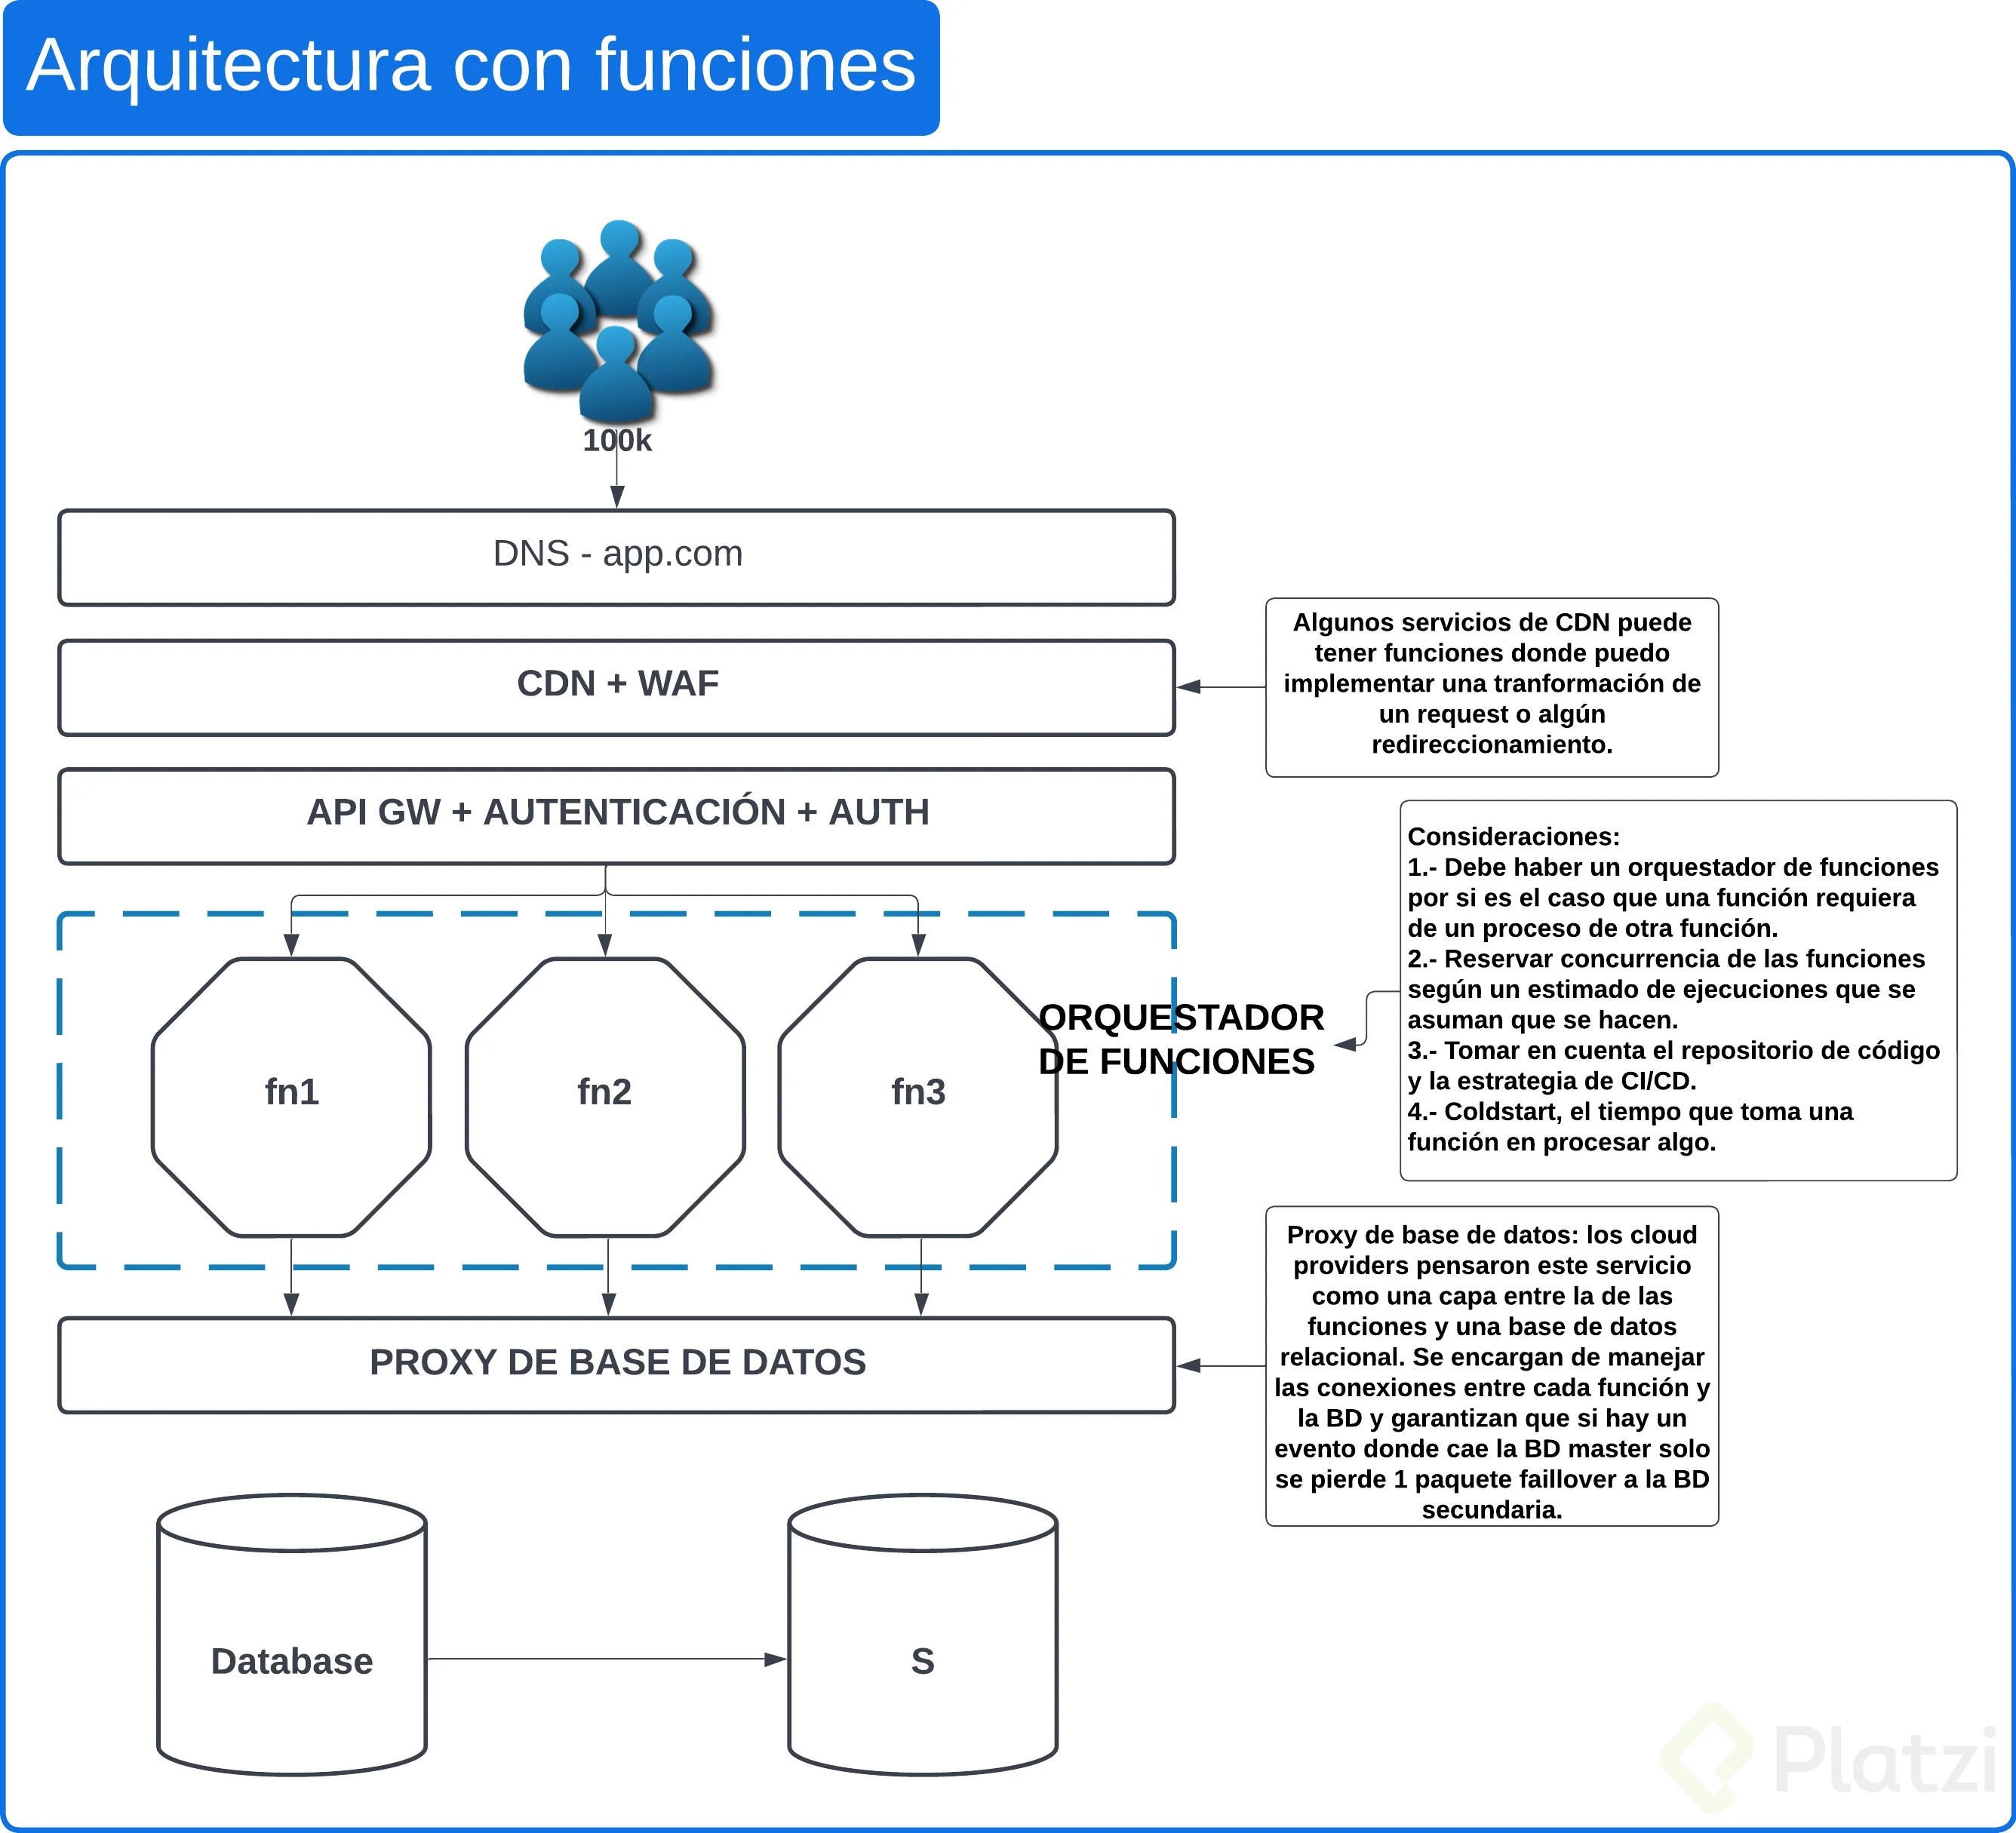 Arquitectura con funciones
100k
DNS - app.com
CDN + WAF
Algunos servicios de CDN puede
tener funciones donde puedo
implementar una tranformación de
un request o algún
redireccionamiento.
API GW + AUTENTICACIÓN + AUTH
Consideraciones:
1.- Debe haber un orquestador de funciones
por si es el caso que una función requiera
de un proceso de otra función.
2.- Reservar concurrencia de las funciones
según un estimado de ejecuciones que se
asuman que se hacen.
3.- Tomar en cuenta el repositorio de código
y la estrategia de CI/CD.
4.- Coldstart, el tiempo que toma una
función en procesar algo.
ORQUESTADOR
DE FUNCIONES
fn1
fn2
fn3
PROXY DE BASE DE DATOS
Proxy de base de datos: los cloud
providers pensaron este servicio
como una capa entre la de las
funciones y una base de datos
relacional. Se encargan de manejar
las conexiones entre cada función y
la BD y garantizan que si hay un
evento donde cae la BD master solo
se pierde 1 paquete faillover a la BD
secundaria.
Database
S
Platzi